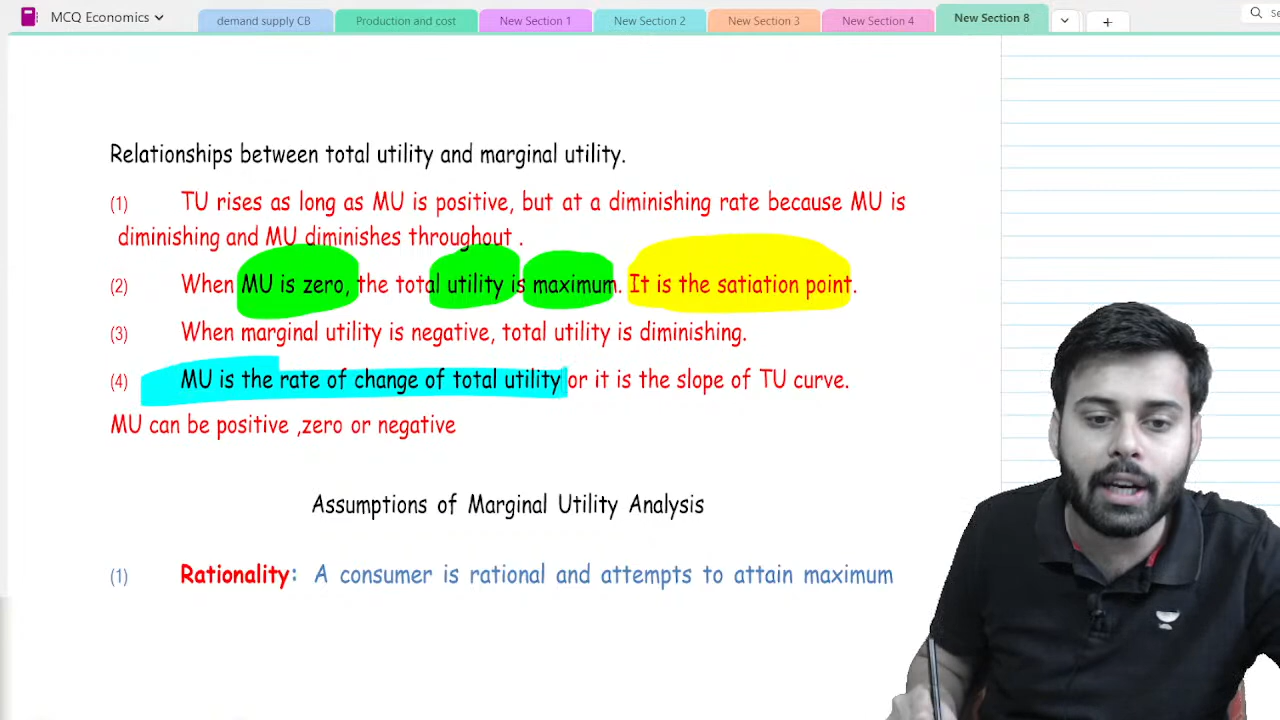 MCQ Economics
demand supply CB
Production and cost
New Section 1
New Section 2
New Section 3
New Section 4
New Section 8
+
Relationships between total utility and marginal utility.
(1) TU rises as long as MU is positive, but at a diminishing rate because MU is
diminishing and MU diminishes throughout .
(2) When MU is zero, the total utility is maximum. It is the satiation point.
(3) When marginal utility is negative, total utility is diminishing.
(4) MU is the rate of change of total utility or it is the slope of TU curve.
MU can be positive ,zero or negative
Assumptions of Marginal Utility Analysis
(1) Rationality: A consumer is rational and attempts to attain maximum